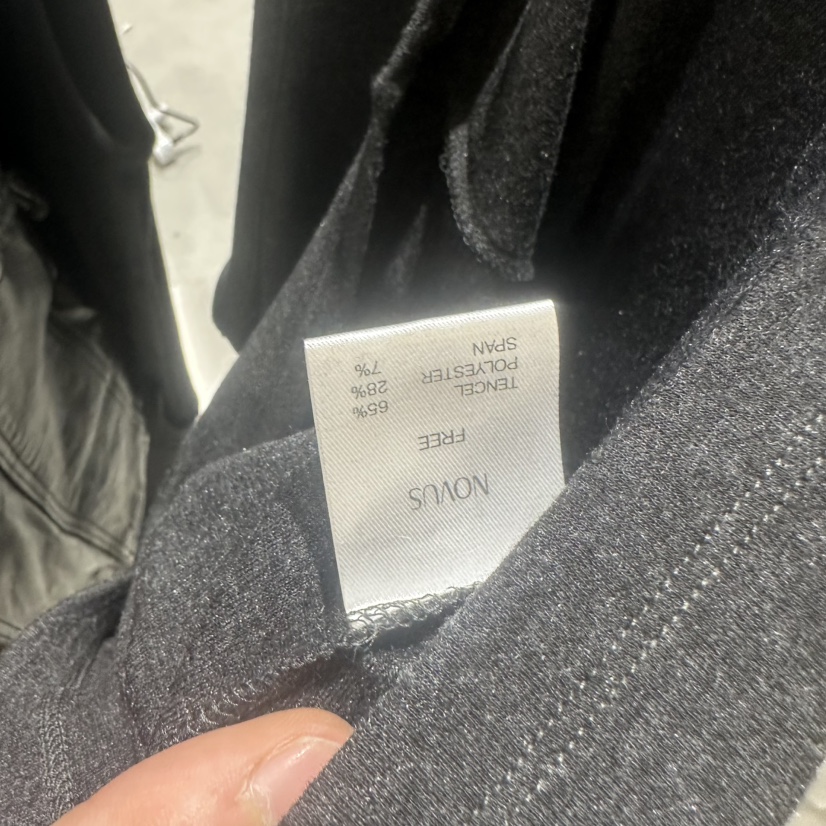 NOVUS
FREE
TENCEL 65%
POLYESTER 28%
SPAN 7%